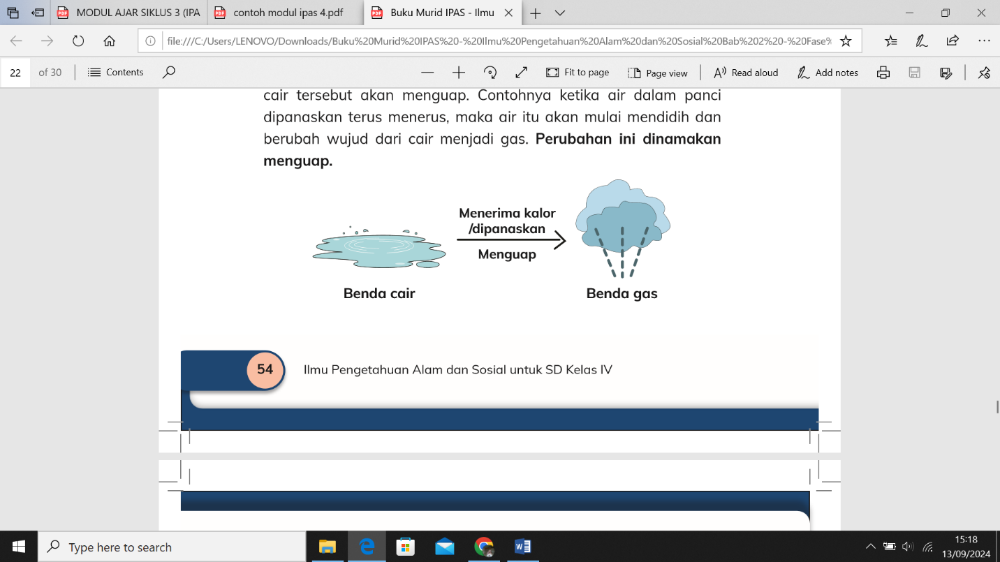 MODUL AJAR SIKLUS 3 (IPA
contoh modul ipas 4.pdf
Buku Murid IPAS - Ilmu
file:///C:/Users/LENOVO/Downloads/Buku%20Murid%20IPAS%20-%20Ilmu%20Pengetahuan%20Alam%20dan%20Sosial%20Bab%202%20-%20Fase%
22 of 30
Contents
Fit to page
Page view
Read aloud
Add notes
cair tersebut akan menguap. Contohnya ketika air dalam panci
dipanaskan terus menerus, maka air itu akan mulai mendidih dan
berubah wujud dari cair menjadi gas. Perubahan ini dinamakan
menguap.
Menerima kalor
/dipanaskan
Menguap
Benda cair
Benda gas
54
Ilmu Pengetahuan Alam dan Sosial untuk SD Kelas IV
Type here to search
15:18
13/09/2024